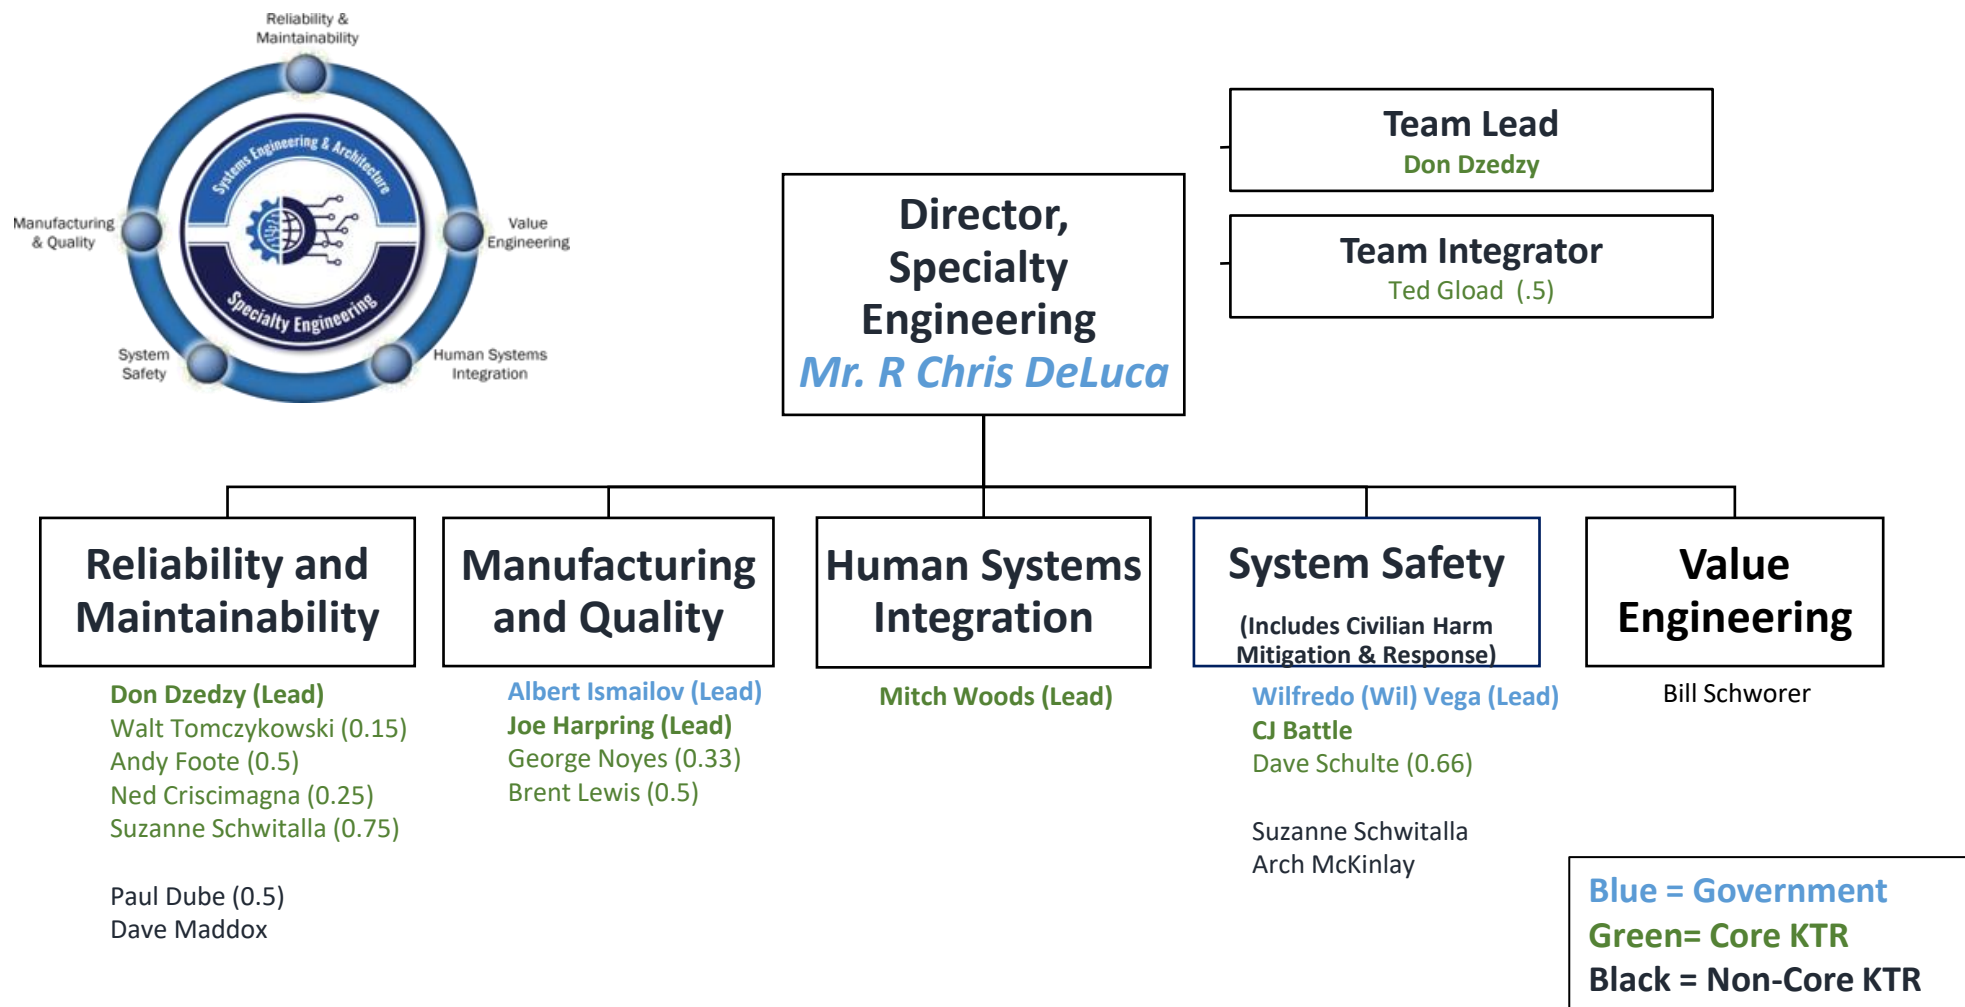 Reliability &
Maintainability
Systems Engineering & Architecture
Manufacturing
& Quality
Value
Engineering
Specialty Engineering
System
Safety
Human Systems
Integration
Director,
Specialty
Engineering
Mr. R Chris DeLuca
Team Lead
Don Dzedzy
Team Integrator
Ted Gload (.5)
Reliability and
Maintainability
Don Dzedzy (Lead)
Walt Tomczykowski (0.15)
Andy Foote (0.5)
Ned Criscimagna (0.25)
Suzanne Schwitalla (0.75)
Paul Dube (0.5)
Dave Maddox
Manufacturing
and Quality
Albert Ismailov (Lead)
Joe Harpring (Lead)
George Noyes (0.33)
Brent Lewis (0.5)
Human Systems
Integration
Mitch Woods (Lead)
System Safety
(Includes Civilian Harm
Mitigation & Response)
Wilfredo (Wil) Vega (Lead)
CJ Battle
Dave Schulte (0.66)
Suzanne Schwitalla
Arch McKinlay
Value
Engineering
Bill Schworer
Blue = Government
Green= Core KTR
Black = Non-Core KTR